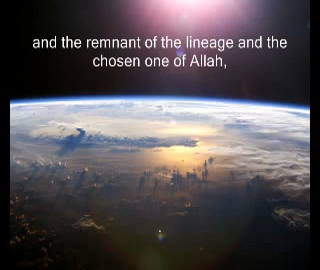 and the remnant of the lineage and the
chosen one of Allah,